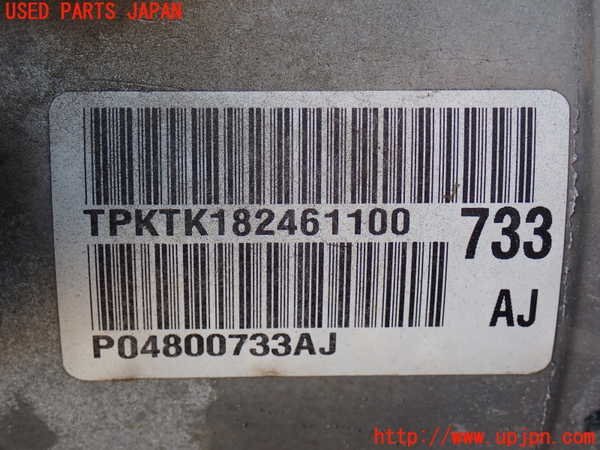 USED PARTS JAPAN
TPKTK182461100
733
AJ
P04800733AJ
http://www.upjpn.com/